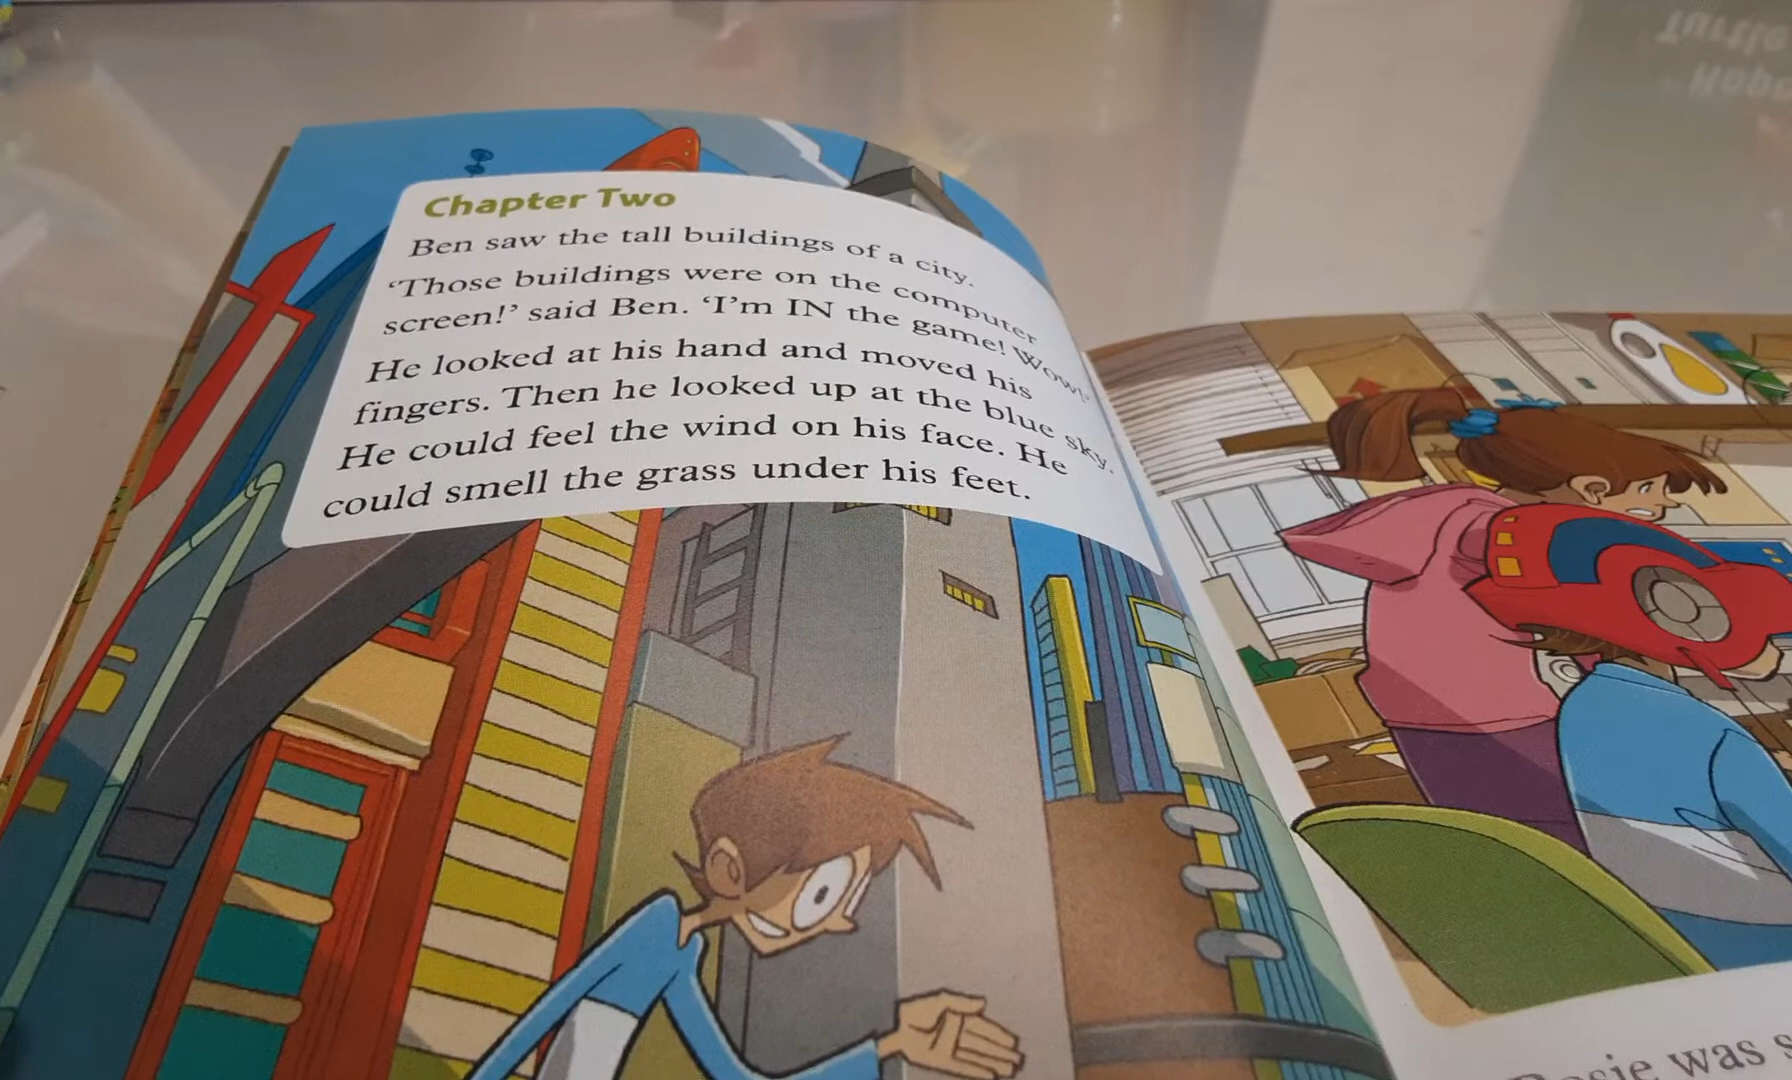 Chapter Two
Ben saw the tall buildings of a city.
‘Those buildings were on the computer
screen!’ said Ben. ‘I’m IN the game! Wow!’
He looked at his hand and moved his
fingers. Then he looked up at the blue sky.
He could feel the wind on his face. He
could smell the grass under his feet.
was